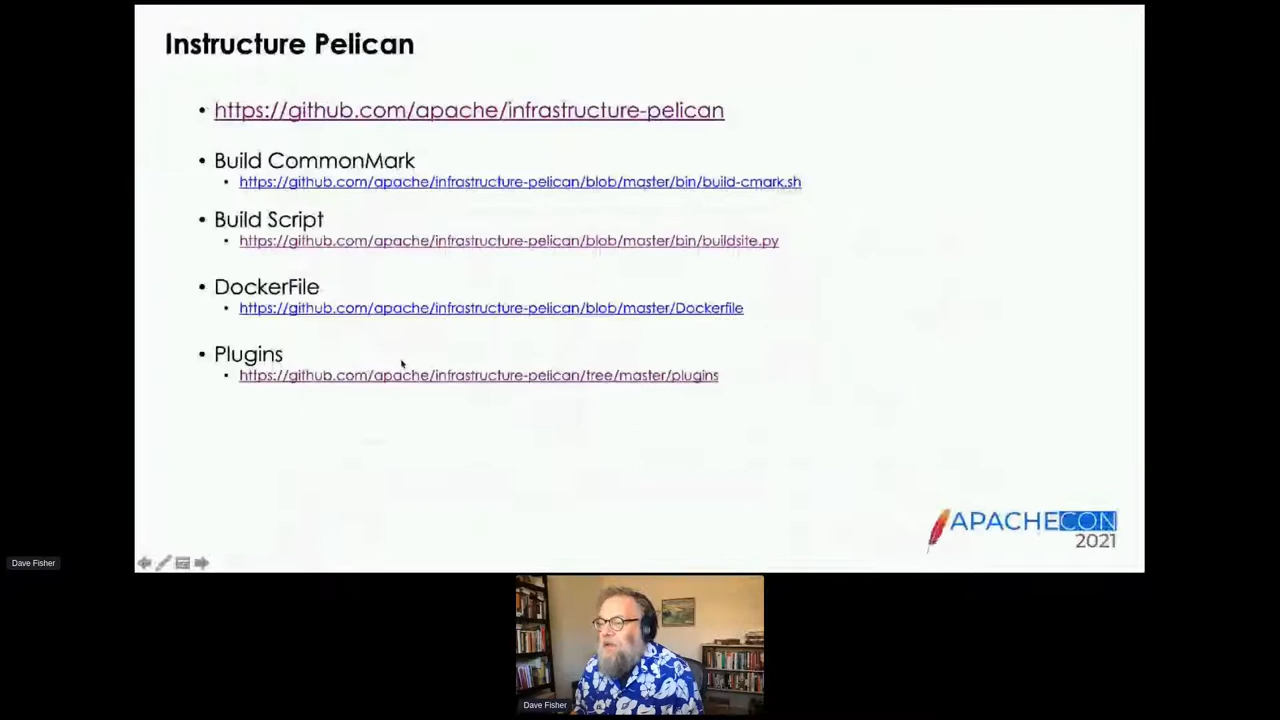 Instructure Pelican
• https://github.com/apache/infrastructure-pelican
• Build CommonMark
• https://github.com/apache/infrastructure-pelican/blob/master/bin/build-cmark.sh
• Build Script
• https://github.com/apache/infrastructure-pelican/blob/master/bin/buildsite.py
• DockerFile
• https://github.com/apache/infrastructure-pelican/blob/master/Dockerfile
• Plugins
• https://github.com/apache/infrastructure-pelican/tree/master/plugins
APACHECON
2021
Dave Fisher
Dave Fisher